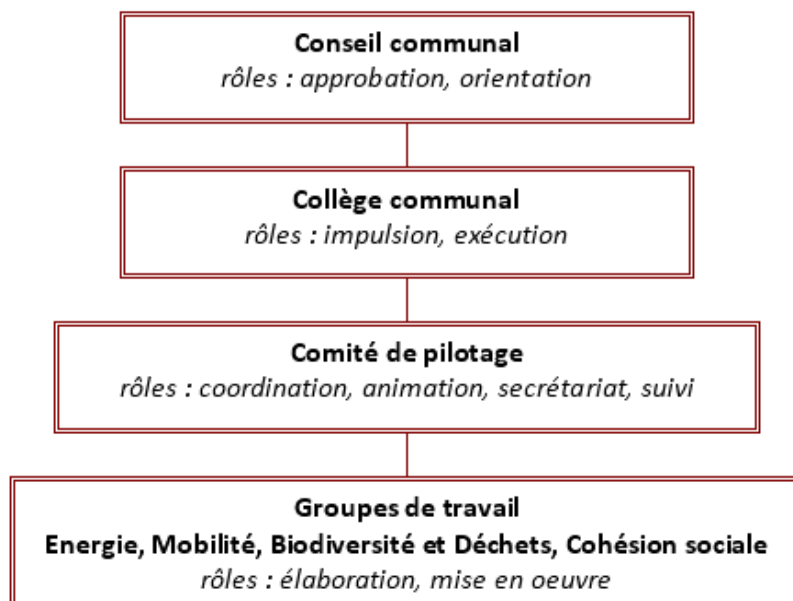 Conseil communal
rôles : approbation, orientation
Collège communal
rôles : impulsion, exécution
Comité de pilotage
rôles : coordination, animation, secrétariat, suivi
Groupes de travail
Energie, Mobilité, Biodiversité et Déchets, Cohésion sociale
rôles : élaboration, mise en oeuvre